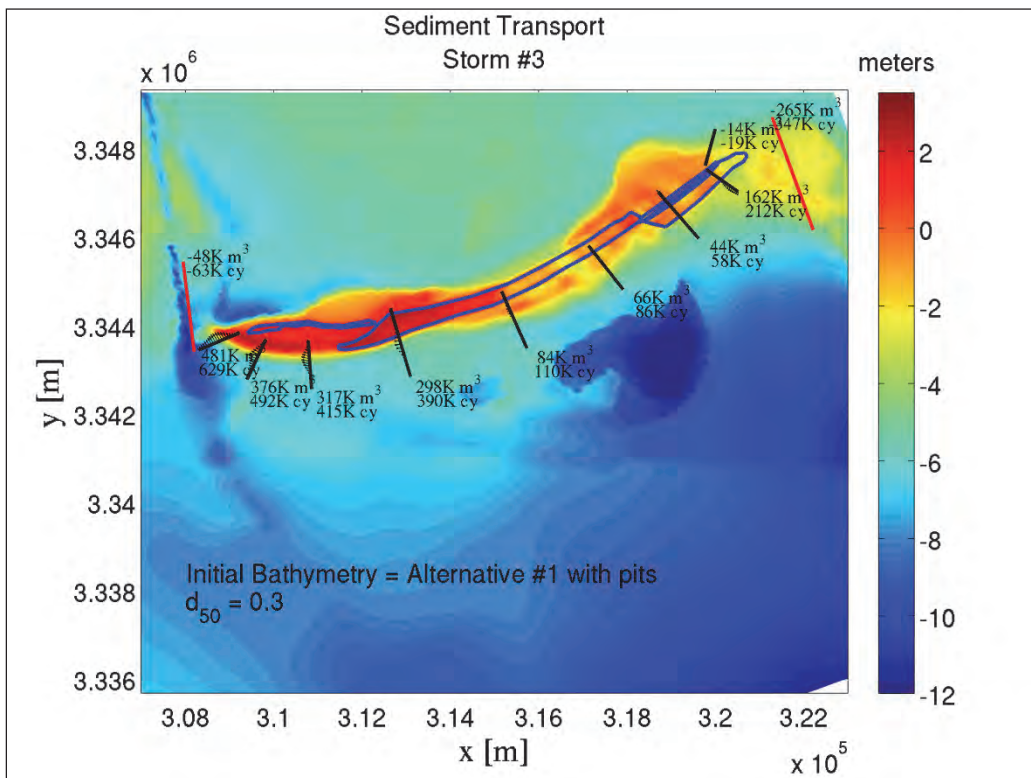 Sediment Transport
Storm #3
x 10^6
meters
-265K m^3
-347K cy
-14K m^3
-19K cy
162K m^3
212K cy
44K m^3
58K cy
-48K m^3
-63K cy
66K m^3
86K cy
84K m^3
110K cy
481K m^3
629K cy
376K m^3
492K cy
317K m^3
415K cy
298K m^3
390K cy
3.348
3.346
3.344
3.342
3.34
3.338
3.336
y [m]
Initial Bathymetry = Alternative #1 with pits
d_50 = 0.3
3.08
3.1
3.12
3.14
3.16
3.18
3.2
3.22
x [m]
x 10^5
2
0
-2
-4
-6
-8
-10
-12